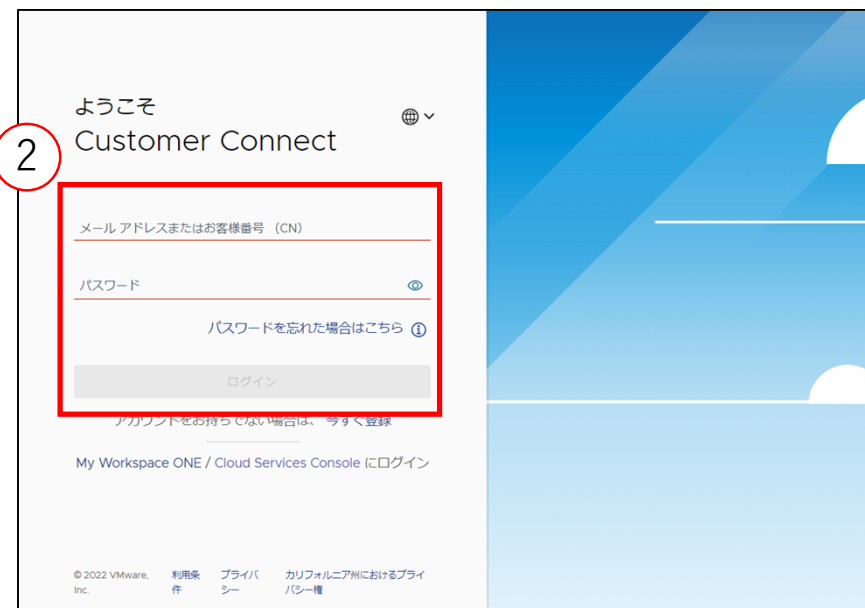 ようこそ
Customer Connect
2
メール アドレスまたはお客様番号 （CN）
パスワード
パスワードを忘れた場合はこちら
ログイン
アカウントをお持ちでない場合は、 今すぐ登録
My Workspace ONE / Cloud Services Console にログイン
© 2022 VMware, 利用条 プライバ カリフォルニア州におけるプライ
Inc. 件 シー バシー権